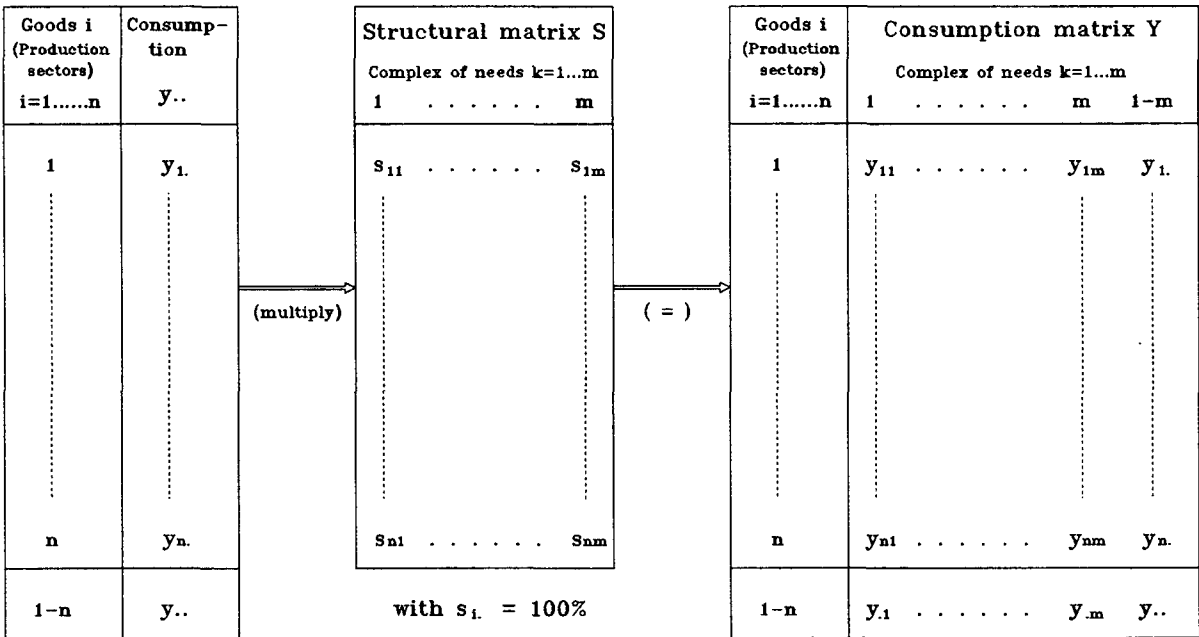 Goods i
(Production
sectors)
i=1......n
Consump-
tion
y..
1
y1.
n
yn.
1-n
y..
(multiply)
Structural matrix S
Complex of needs k=1...m
1 . . . . . . m
s11 . . . . . . s1m
sn1 . . . . . . snm
with si. = 100%
( = )
Goods i
(Production
sectors)
i=1......n
1
n
1-n
Consumption matrix Y
Complex of needs k=1...m
1 . . . . . . m 1-m
y11 . . . . . . y1m y1.
yn1 . . . . . . ynm yn.
y.1 . . . . . . y.m y..